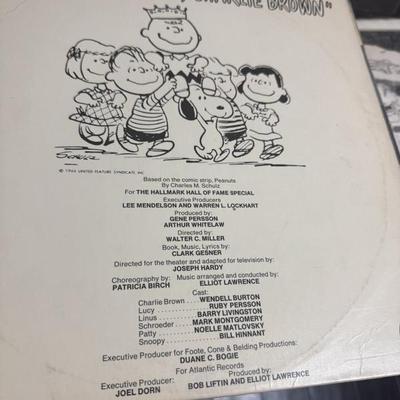 CHARLIE BROWN"
SCHULZ
© 1966 UNITED FEATURE SYNDICATE, INC.
Based on the comic strip, Peanuts
By Charles M. Schulz
For THE HALLMARK HALL OF FAME SPECIAL
Executive Producers
LEE MENDELSON AND WARREN L. LOCKHART
Produced by:
GENE PERSSON
ARTHUR WHITELAW
Directed by:
WALTER C. MILLER
Book, Music, Lyrics by:
CLARK GESNER
Directed for the theater and adapted for television by:
JOSEPH HARDY
Choreography by: Music arranged and conducted by:
PATRICIA BIRCH ELLIOT LAWRENCE
Cast:
Charlie Brown . . . . WENDELL BURTON
Lucy . . . . . . . . . RUBY PERSSON
Linus . . . . . . BARRY LIVINGSTON
Schroeder . . . . MARK MONTGOMERY
Patty . . . . . NOELLE MATLOVSKY
Snoopy . . . . . . . . . BILL HINNANT
Executive Producer for Foote, Cone & Belding Productions:
DUANE C. BOGIE
For Atlantic Records
Executive Producer: Produced by:
JOEL DORN BOB LIFTIN AND ELLIOT LAWRENCE